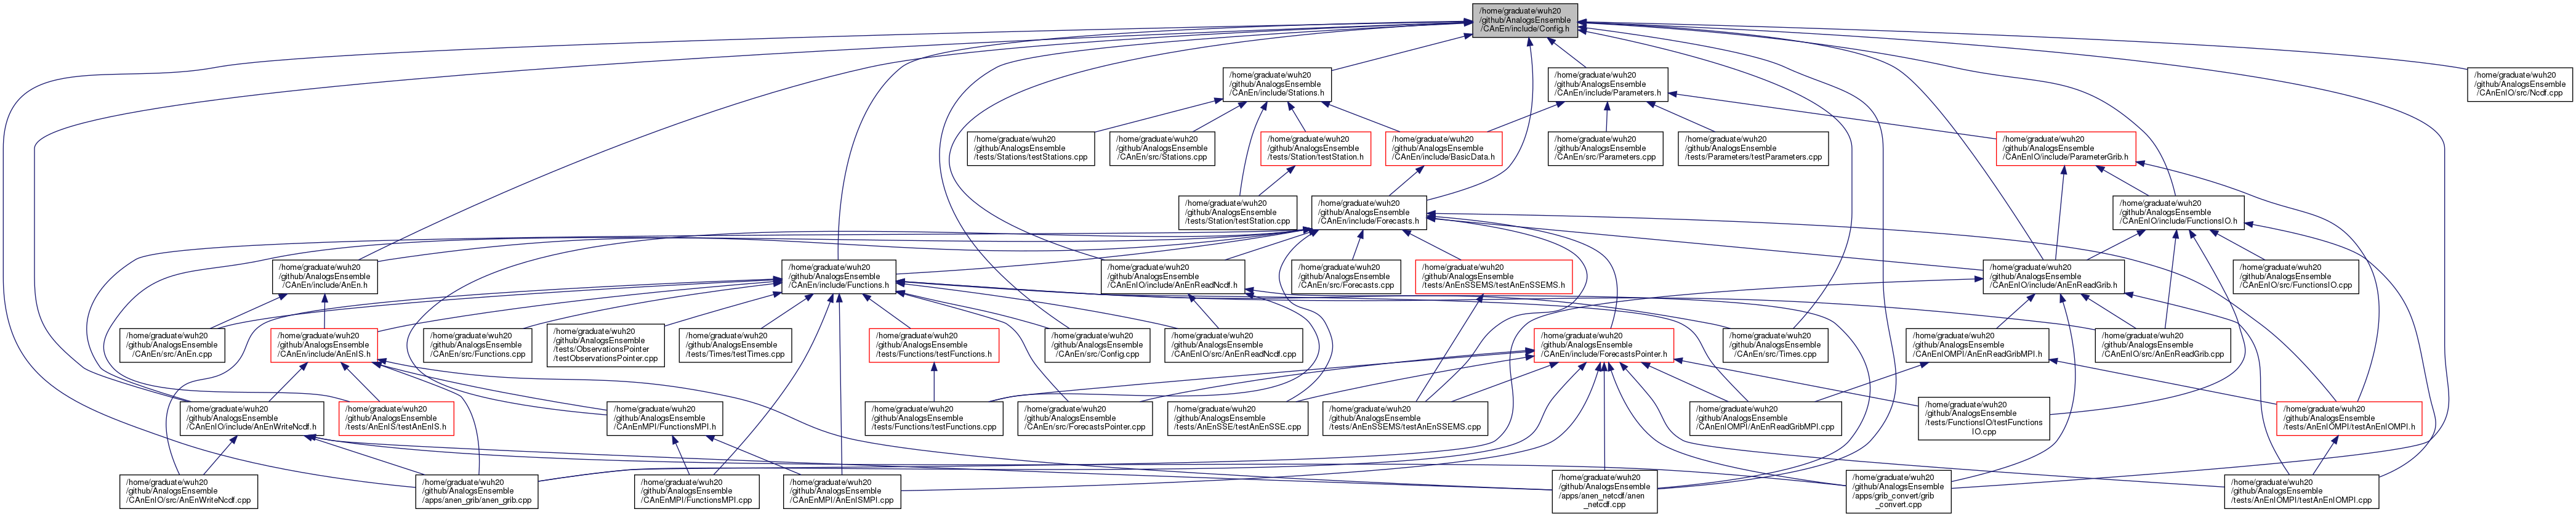 /home/graduate/wuh20
/github/AnalogsEnsemble
/CAnEn/include/Config.h
/home/graduate/wuh20
/github/AnalogsEnsemble
/CAnEn/include/Stations.h
/home/graduate/wuh20
/github/AnalogsEnsemble
/CAnEn/include/Parameters.h
/home/graduate/wuh20
/github/AnalogsEnsemble
/CAnEnIO/src/Ncdf.cpp
/home/graduate/wuh20
/github/AnalogsEnsemble
/tests/Stations/testStations.cpp
/home/graduate/wuh20
/github/AnalogsEnsemble
/CAnEn/src/Stations.cpp
/home/graduate/wuh20
/github/AnalogsEnsemble
/tests/Station/testStation.h
/home/graduate/wuh20
/github/AnalogsEnsemble
/CAnEn/include/BasicData.h
/home/graduate/wuh20
/github/AnalogsEnsemble
/CAnEn/src/Parameters.cpp
/home/graduate/wuh20
/github/AnalogsEnsemble
/tests/Parameters/testParameters.cpp
/home/graduate/wuh20
/github/AnalogsEnsemble
/CAnEnIO/include/ParameterGrib.h
/home/graduate/wuh20
/github/AnalogsEnsemble
/tests/Station/testStation.cpp
/home/graduate/wuh20
/github/AnalogsEnsemble
/CAnEn/include/Forecasts.h
/home/graduate/wuh20
/github/AnalogsEnsemble
/CAnEnIO/include/FunctionsIO.h
/home/graduate/wuh20
/github/AnalogsEnsemble
/CAnEn/include/AnEn.h
/home/graduate/wuh20
/github/AnalogsEnsemble
/CAnEn/include/Functions.h
/home/graduate/wuh20
/github/AnalogsEnsemble
/CAnEnIO/include/AnEnReadNcdf.h
/home/graduate/wuh20
/github/AnalogsEnsemble
/CAnEn/src/Forecasts.cpp
/home/graduate/wuh20
/github/AnalogsEnsemble
/tests/AnEnSSEMS/testAnEnSSEMS.h
/home/graduate/wuh20
/github/AnalogsEnsemble
/CAnEnIO/include/AnEnReadGrib.h
/home/graduate/wuh20
/github/AnalogsEnsemble
/CAnEnIO/src/FunctionsIO.cpp
/home/graduate/wuh20
/github/AnalogsEnsemble
/CAnEn/src/AnEn.cpp
/home/graduate/wuh20
/github/AnalogsEnsemble
/CAnEn/include/AnEnIS.h
/home/graduate/wuh20
/github/AnalogsEnsemble
/CAnEn/src/Functions.cpp
/home/graduate/wuh20
/github/AnalogsEnsemble
/tests/ObservationsPointer
/testObservationsPointer.cpp
/home/graduate/wuh20
/github/AnalogsEnsemble
/tests/Times/testTimes.cpp
/home/graduate/wuh20
/github/AnalogsEnsemble
/tests/Functions/testFunctions.h
/home/graduate/wuh20
/github/AnalogsEnsemble
/CAnEn/src/Config.cpp
/home/graduate/wuh20
/github/AnalogsEnsemble
/CAnEnIO/src/AnEnReadNcdf.cpp
/home/graduate/wuh20
/github/AnalogsEnsemble
/CAnEn/include/ForecastsPointer.h
/home/graduate/wuh20
/github/AnalogsEnsemble
/CAnEn/src/Times.cpp
/home/graduate/wuh20
/github/AnalogsEnsemble
/CAnEnIOMPI/AnEnReadGribMPI.h
/home/graduate/wuh20
/github/AnalogsEnsemble
/CAnEnIO/src/AnEnReadGrib.cpp
/home/graduate/wuh20
/github/AnalogsEnsemble
/CAnEnIO/include/AnEnWriteNcdf.h
/home/graduate/wuh20
/github/AnalogsEnsemble
/tests/AnEnIS/testAnEnIS.h
/home/graduate/wuh20
/github/AnalogsEnsemble
/CAnEnMPI/FunctionsMPI.h
/home/graduate/wuh20
/github/AnalogsEnsemble
/tests/Functions/testFunctions.cpp
/home/graduate/wuh20
/github/AnalogsEnsemble
/CAnEn/src/ForecastsPointer.cpp
/home/graduate/wuh20
/github/AnalogsEnsemble
/tests/AnEnSSE/testAnEnSSE.cpp
/home/graduate/wuh20
/github/AnalogsEnsemble
/tests/AnEnSSEMS/testAnEnSSEMS.cpp
/home/graduate/wuh20
/github/AnalogsEnsemble
/CAnEnIOMPI/AnEnReadGribMPI.cpp
/home/graduate/wuh20
/github/AnalogsEnsemble
/tests/FunctionsIO/testFunctions
IO.cpp
/home/graduate/wuh20
/github/AnalogsEnsemble
/tests/AnEnIOMPI/testAnEnIOMPI.h
/home/graduate/wuh20
/github/AnalogsEnsemble
/CAnEnIO/src/AnEnWriteNcdf.cpp
/home/graduate/wuh20
/github/AnalogsEnsemble
/apps/anen_grib/anen_grib.cpp
/home/graduate/wuh20
/github/AnalogsEnsemble
/CAnEnMPI/FunctionsMPI.cpp
/home/graduate/wuh20
/github/AnalogsEnsemble
/CAnEnMPI/AnEnISMPI.cpp
/home/graduate/wuh20
/github/AnalogsEnsemble
/apps/anen_netcdf/anen
_netcdf.cpp
/home/graduate/wuh20
/github/AnalogsEnsemble
/apps/grib_convert/grib
_convert.cpp
/home/graduate/wuh20
/github/AnalogsEnsemble
/tests/AnEnIOMPI/testAnEnIOMPI.cpp